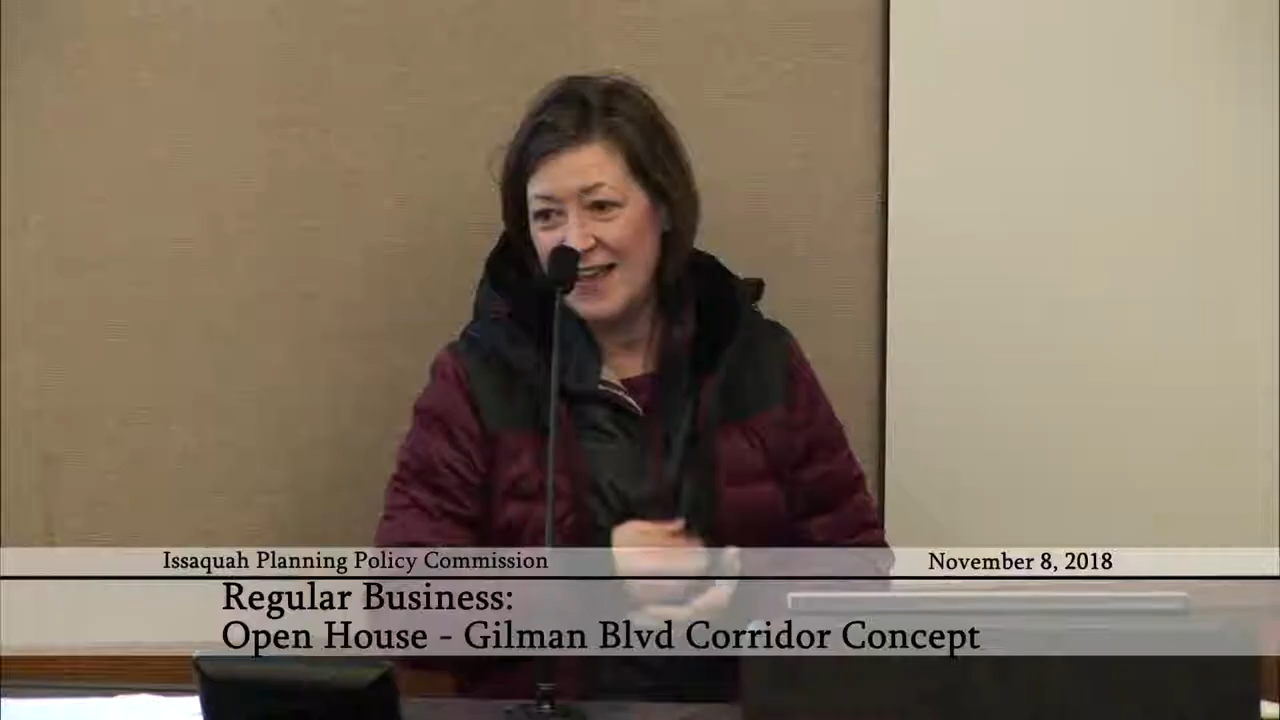 Issaquah Planning Policy Commission
November 8, 2018
Regular Business:
Open House - Gilman Blvd Corridor Concept